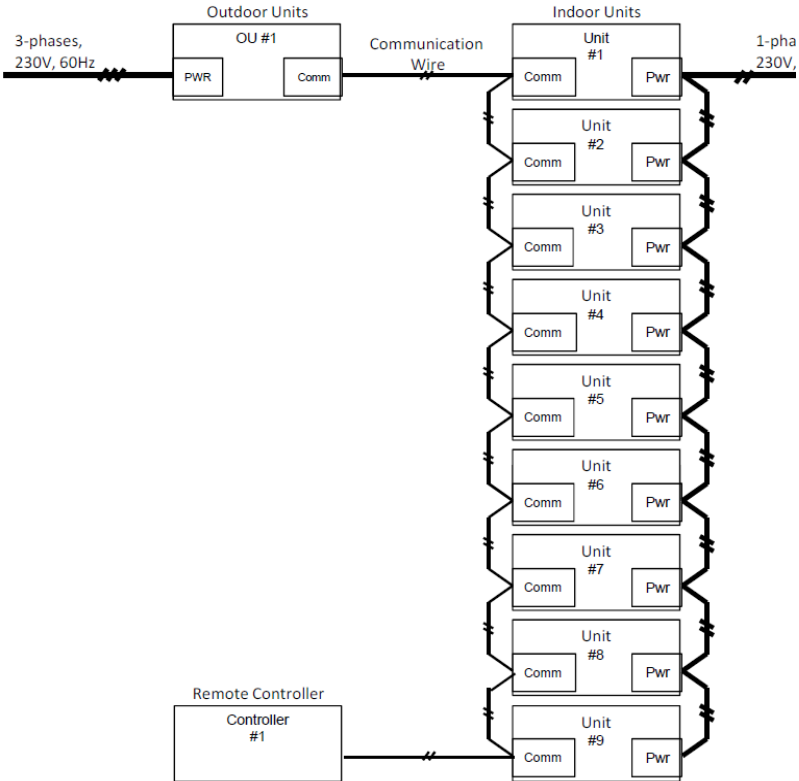 Outdoor Units
Indoor Units
3-phases,
230V, 60Hz
OU #1
PWR
Comm
Communication
Wire
Unit
#1
Comm
Pwr
1-pha
230V,
Unit
#2
Comm
Pwr
Unit
#3
Comm
Pwr
Unit
#4
Comm
Pwr
Unit
#5
Comm
Pwr
Unit
#6
Comm
Pwr
Unit
#7
Comm
Pwr
Unit
#8
Comm
Pwr
Remote Controller
Controller
#1
Unit
#9
Comm
Pwr